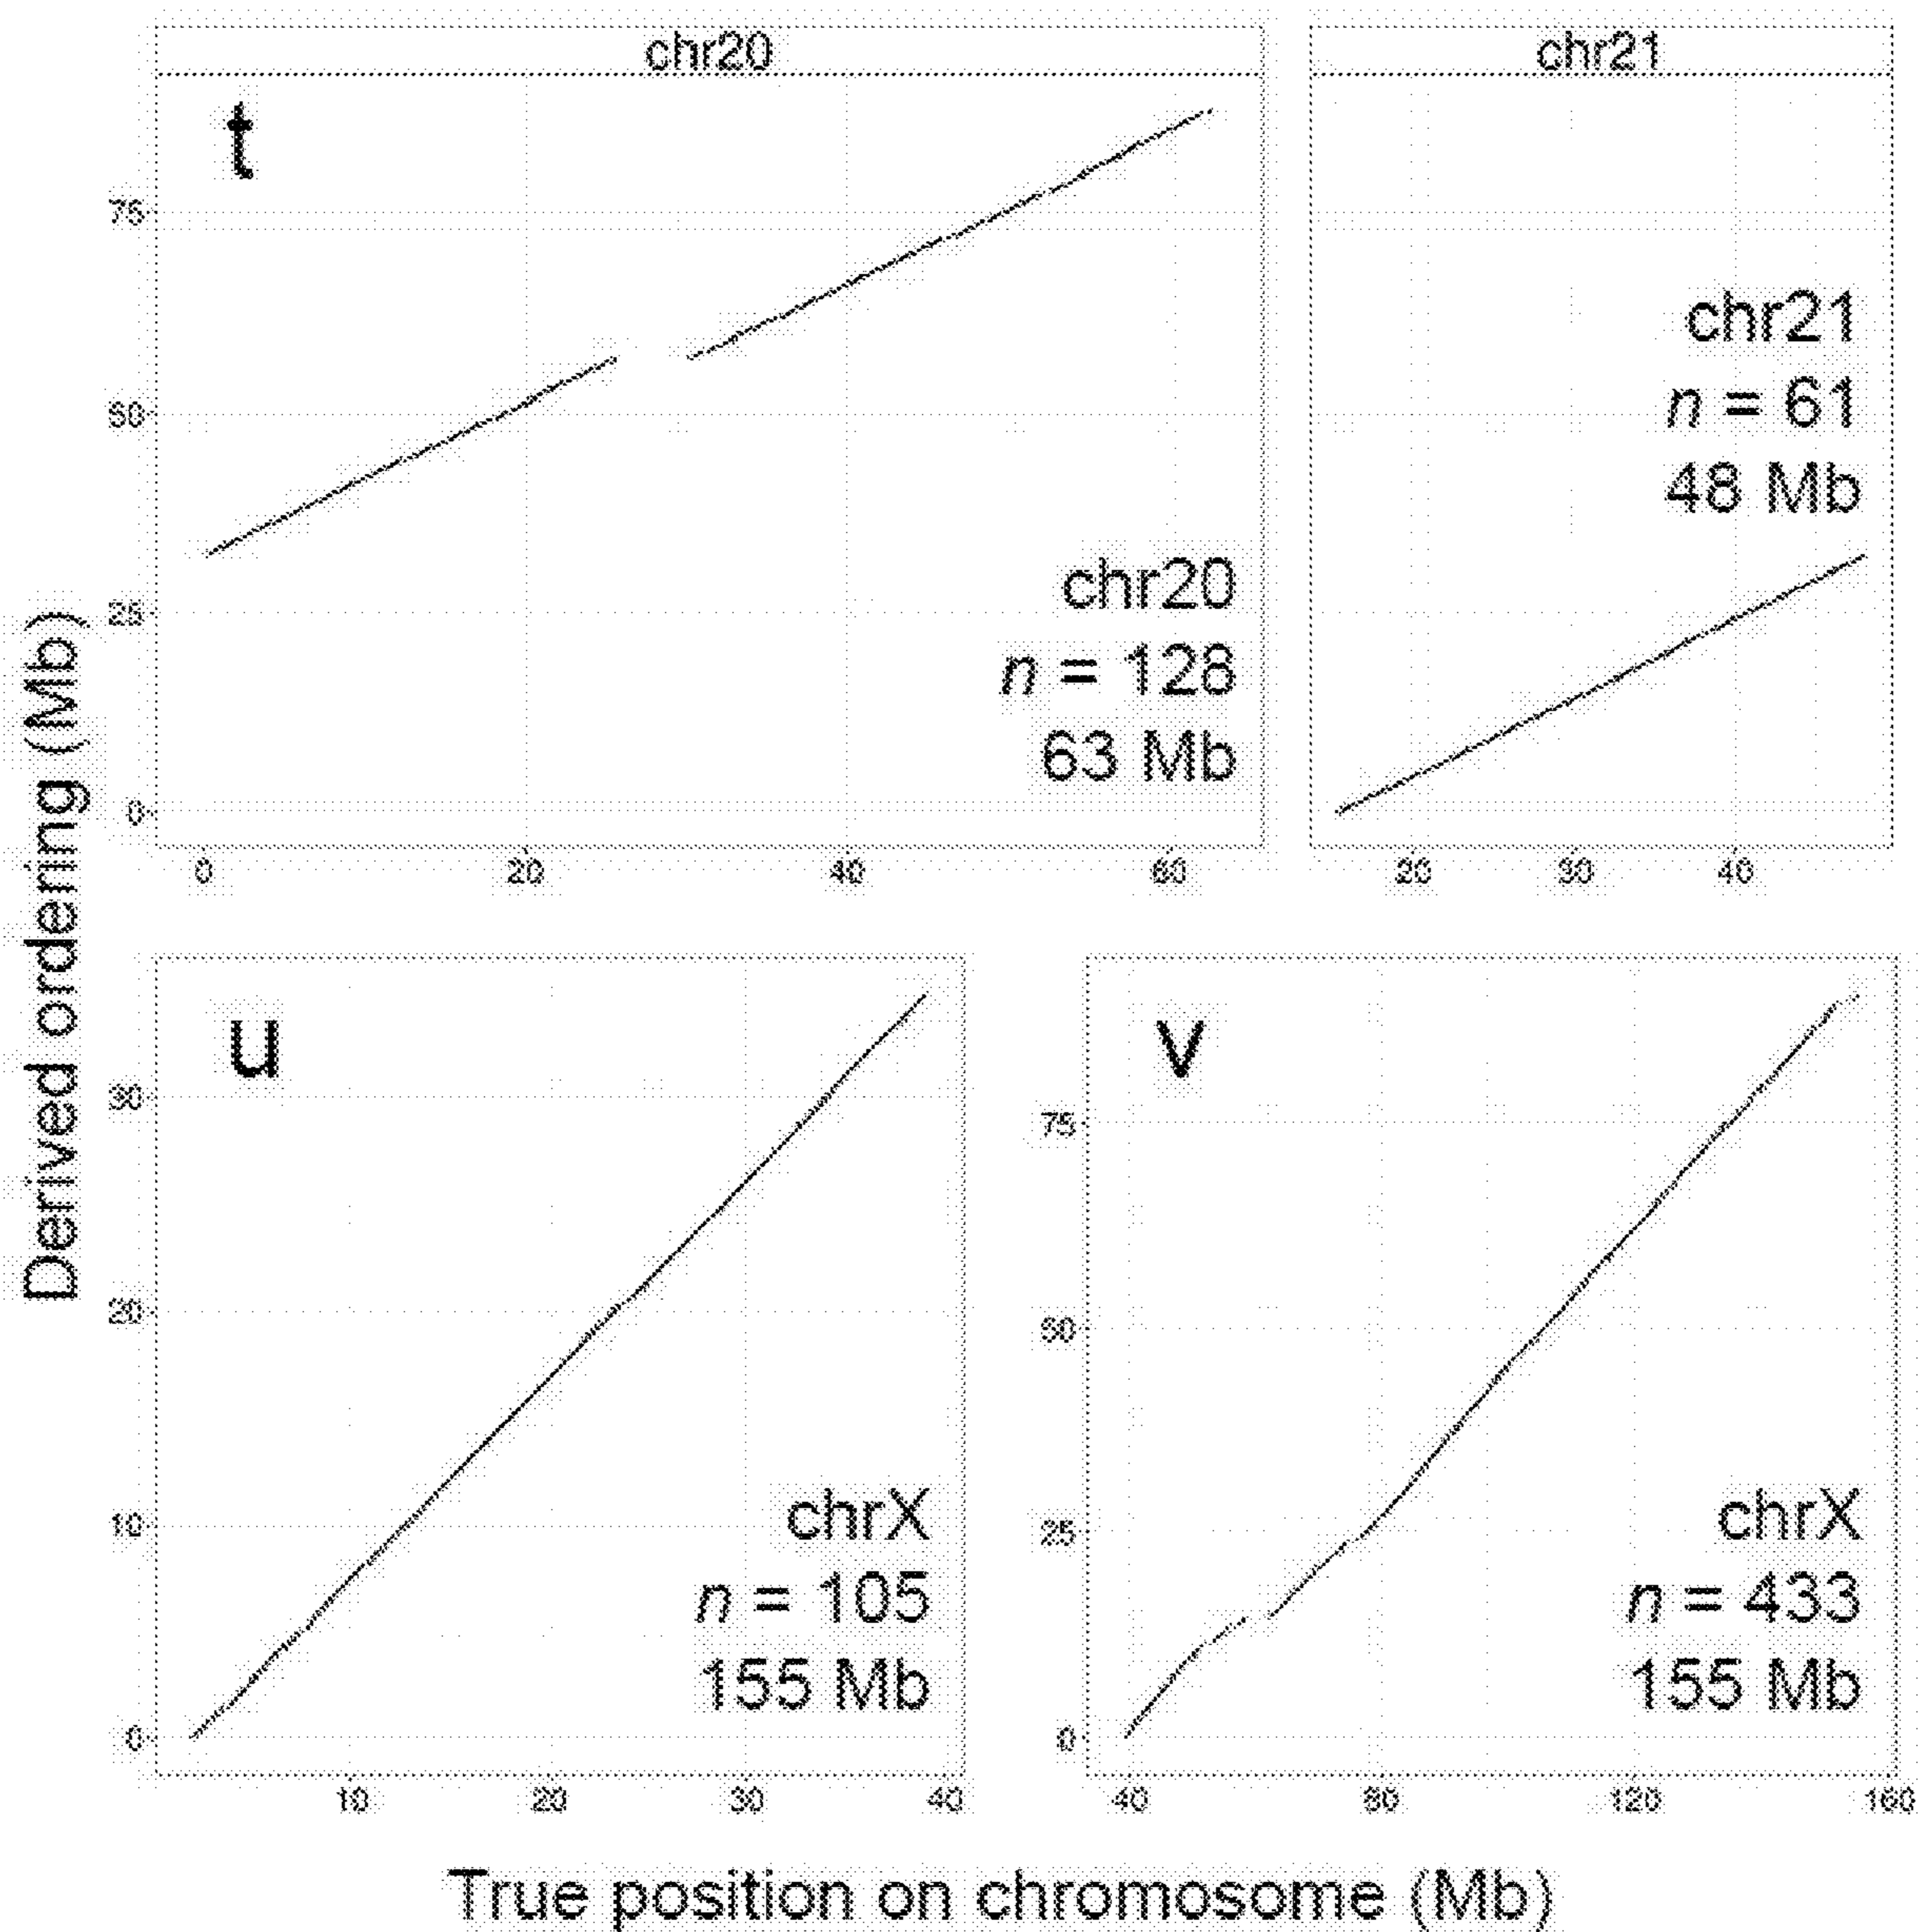 chr20
chr21
t
75
50
25
0
chr21
n = 61
48 Mb
chr20
n = 128
63 Mb
0 20 40 60
20 30 40
Derived ordering (Mb)
u
30
20
10
0
chrX
n = 105
155 Mb
10 20 30 40
v
75
50
25
0
chrX
n = 433
155 Mb
40 80 120 160
True position on chromosome (Mb)